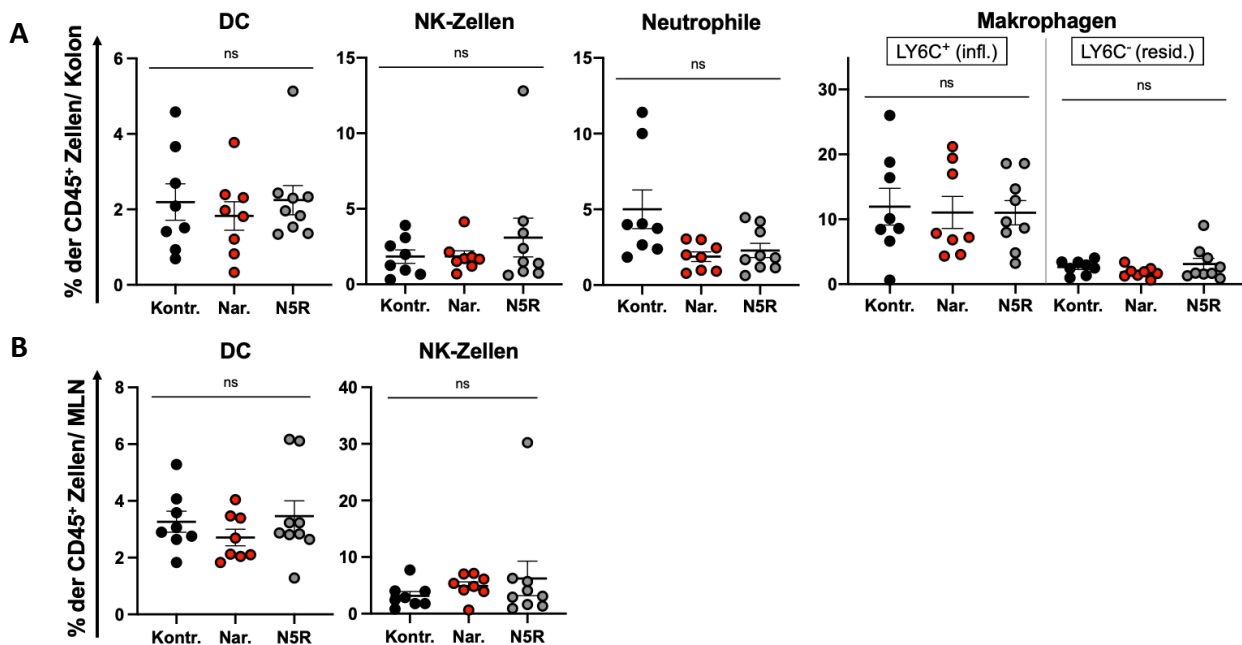 A
% der CD45⁺ Zellen/ Kolon
DC
ns
6
4
2
0
Kontr. Nar. N5R
NK-Zellen
ns
15
10
5
0
Kontr. Nar. N5R
Neutrophile
ns
15
10
5
0
Kontr. Nar. N5R
Makrophagen
LY6C⁺ (infl.) LY6C⁻ (resid.)
ns ns
30
20
10
0
Kontr. Nar. N5R Kontr. Nar. N5R
B
% der CD45⁺ Zellen/ MLN
DC
ns
8
6
4
2
0
Kontr. Nar. N5R
NK-Zellen
ns
40
30
20
10
0
Kontr. Nar. N5R